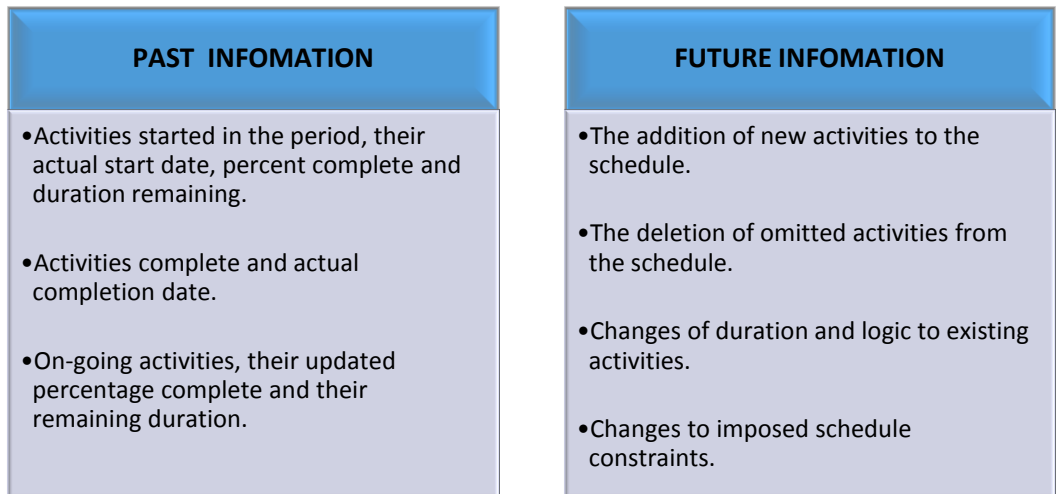 PAST  INFOMATION
•Activities started in the period, their
actual start date, percent complete and
duration remaining.
•Activities complete and actual
completion date.
•On-going activities, their updated
percentage complete and their
remaining duration.
FUTURE INFOMATION
•The addition of new activities to the
schedule.
•The deletion of omitted activities from
the schedule.
•Changes of duration and logic to existing
activities.
•Changes to imposed schedule
constraints.